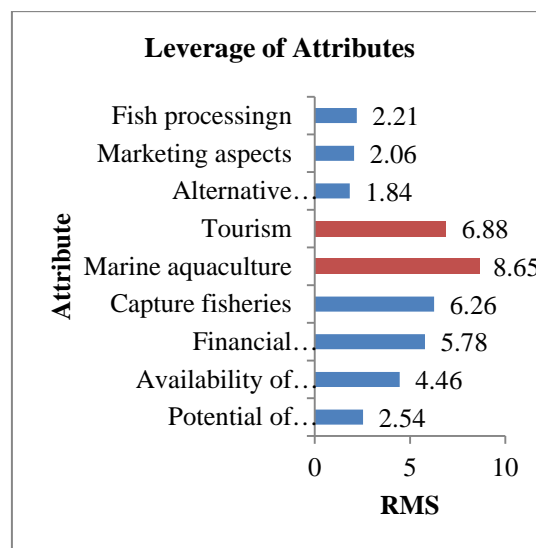 Leverage of Attributes
Attribute
Fish processingn 2.21
Marketing aspects 2.06
Alternative… 1.84
Tourism 6.88
Marine aquaculture 8.65
Capture fisheries 6.26
Financial… 5.78
Availability of… 4.46
Potential of… 2.54
0 5 10
RMS